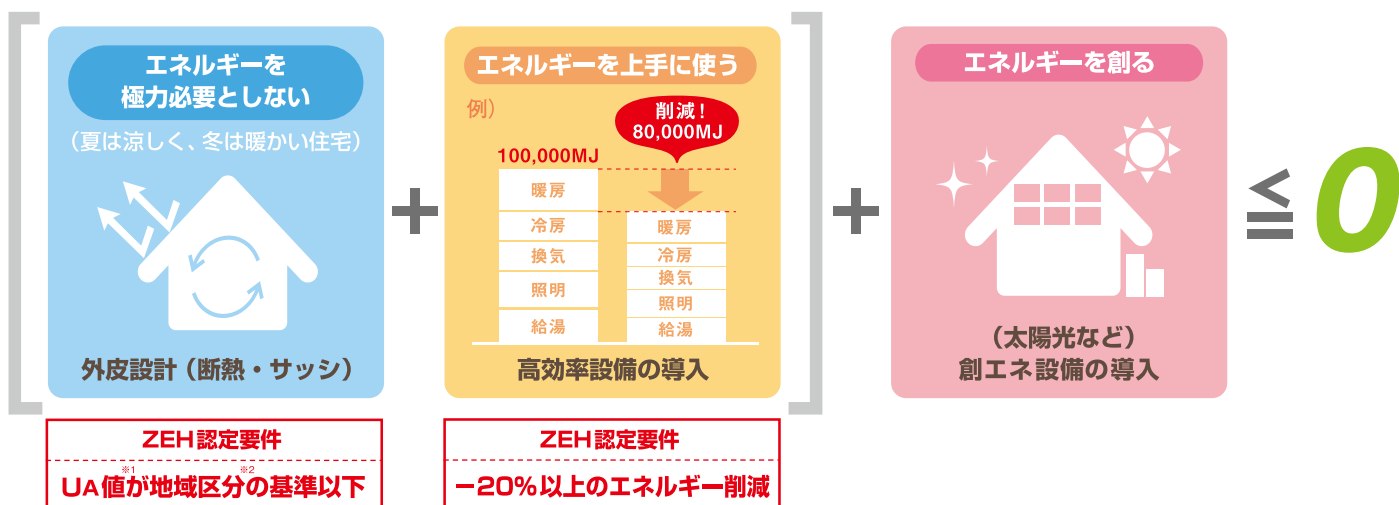 エネルギーを
極力必要としない
（夏は涼しく、冬は暖かい住宅）
外皮設計（断熱・サッシ）
ZEH認定要件
UA値※1が地域区分※2の基準以下
+
エネルギーを上手に使う
例）
削減！
80,000MJ
100,000MJ
暖房
冷房
換気
照明
給湯
暖房
冷房
換気
照明
給湯
高効率設備の導入
ZEH認定要件
－20％以上のエネルギー削減
+
エネルギーを創る
（太陽光など）
創エネ設備の導入
≦0